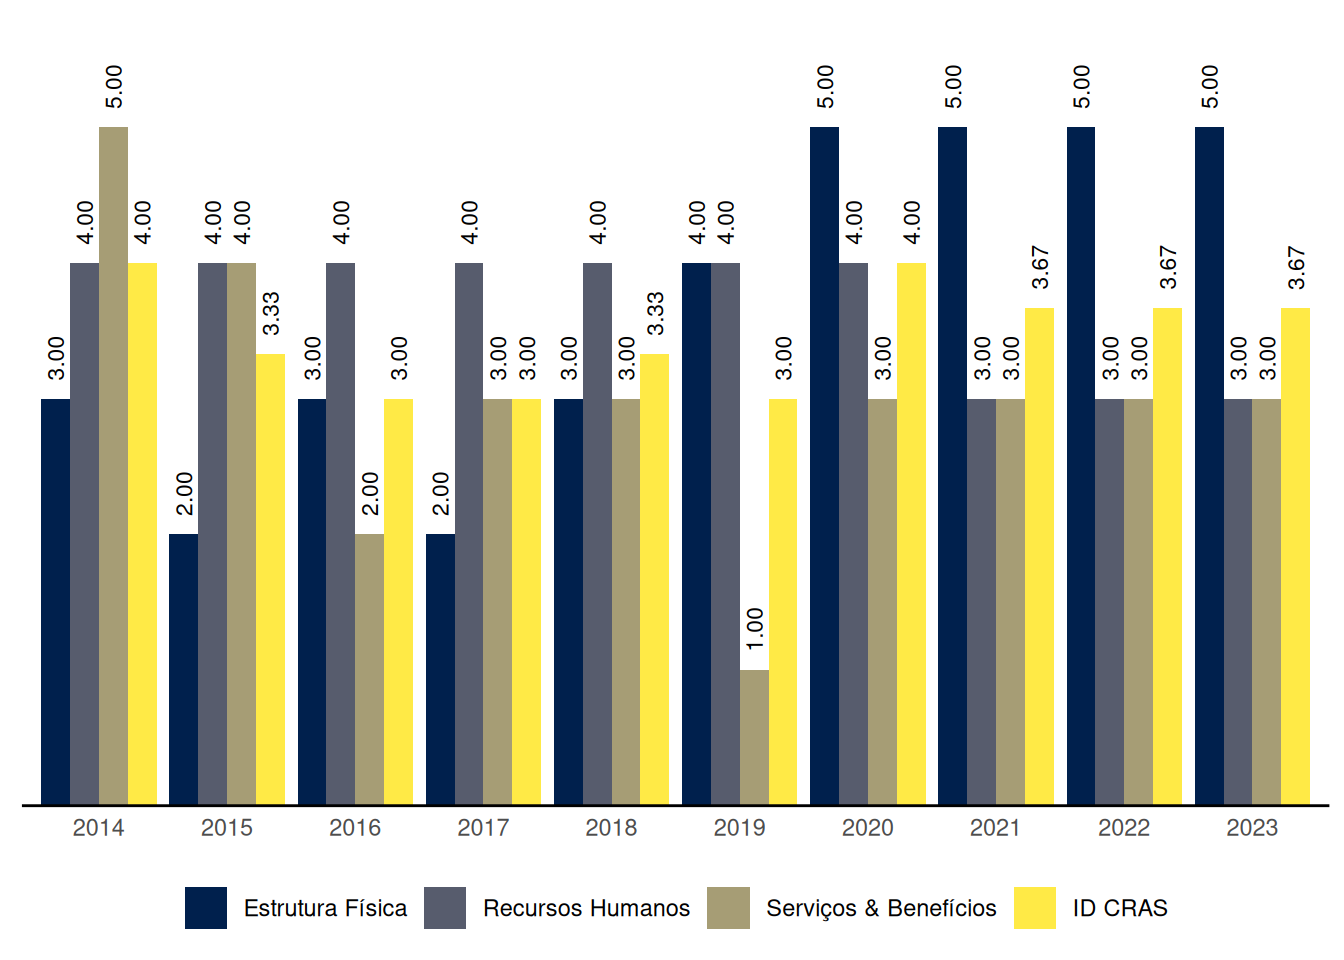 3.00 4.00 5.00 4.00
2.00 4.00 4.00 3.33
3.00 4.00 2.00 3.00
2.00 4.00 3.00 3.00
3.00 4.00 3.00 3.33
4.00 4.00 1.00 3.00
5.00 4.00 3.00 4.00
5.00 3.00 3.00 3.67
5.00 3.00 3.00 3.67
5.00 3.00 3.00 3.67
2014 2015 2016 2017 2018 2019 2020 2021 2022 2023
Estrutura Física Recursos Humanos Serviços & Benefícios ID CRAS